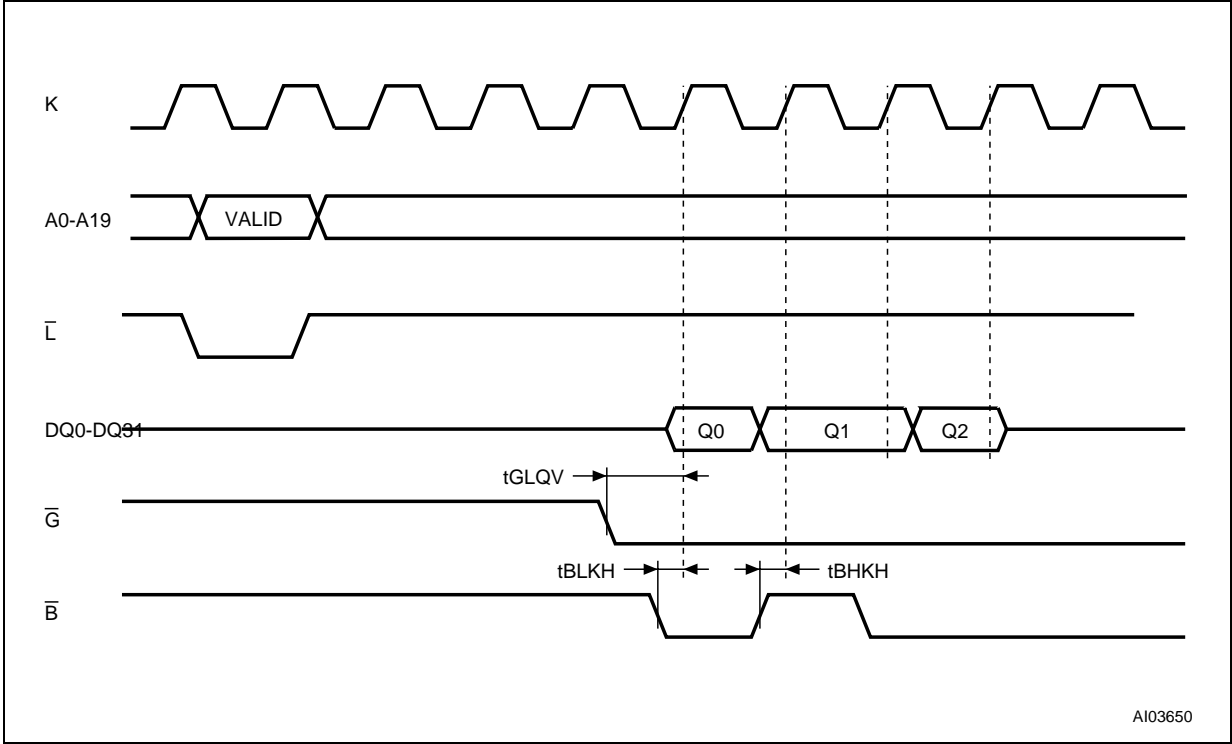 K
A0-A19
VALID
L̅
DQ0-DQ31
Q0
Q1
Q2
tGLQV
G̅
tBLKH
tBHKH
B̅
AI03650